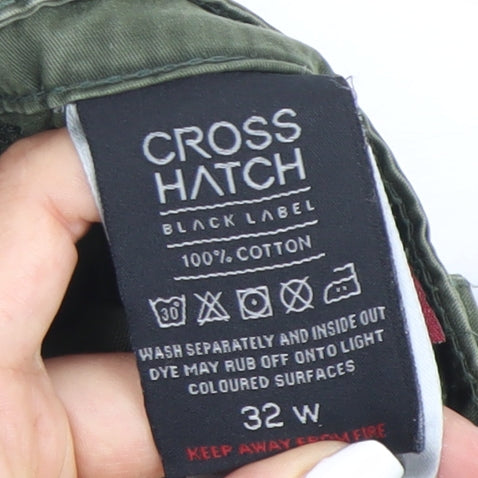 CROSS
HATCH
BLACK LABEL
100% COTTON
30
WASH SEPARATELY AND INSIDE OUT
DYE MAY RUB OFF ONTO LIGHT
COLOURED SURFACES
32 W
KEEP AWAY FROM FIRE